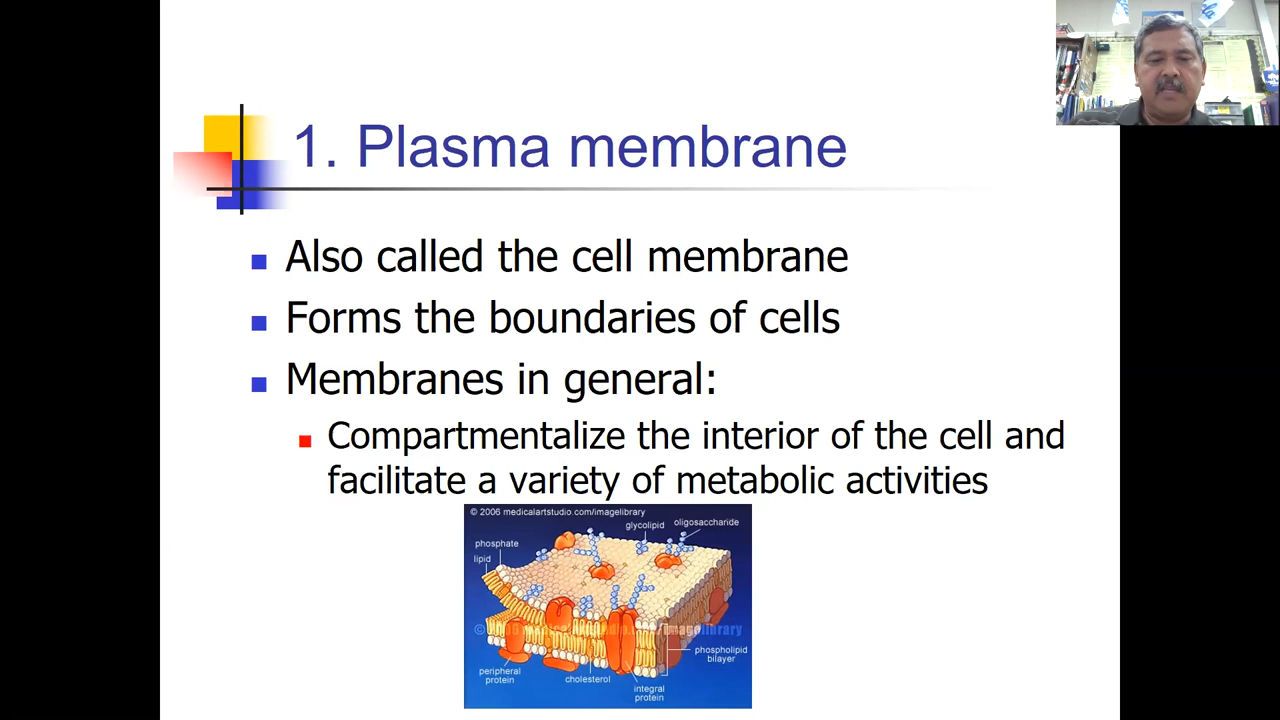 1. Plasma membrane
Also called the cell membrane
Forms the boundaries of cells
Membranes in general:
Compartmentalize the interior of the cell and
facilitate a variety of metabolic activities
© 2006 medicalartstudio.com/imagelibrary
glycolipid
oligosaccharide
phosphate
lipid
phospholipid
bilayer
peripheral
protein
cholesterol
integral
protein